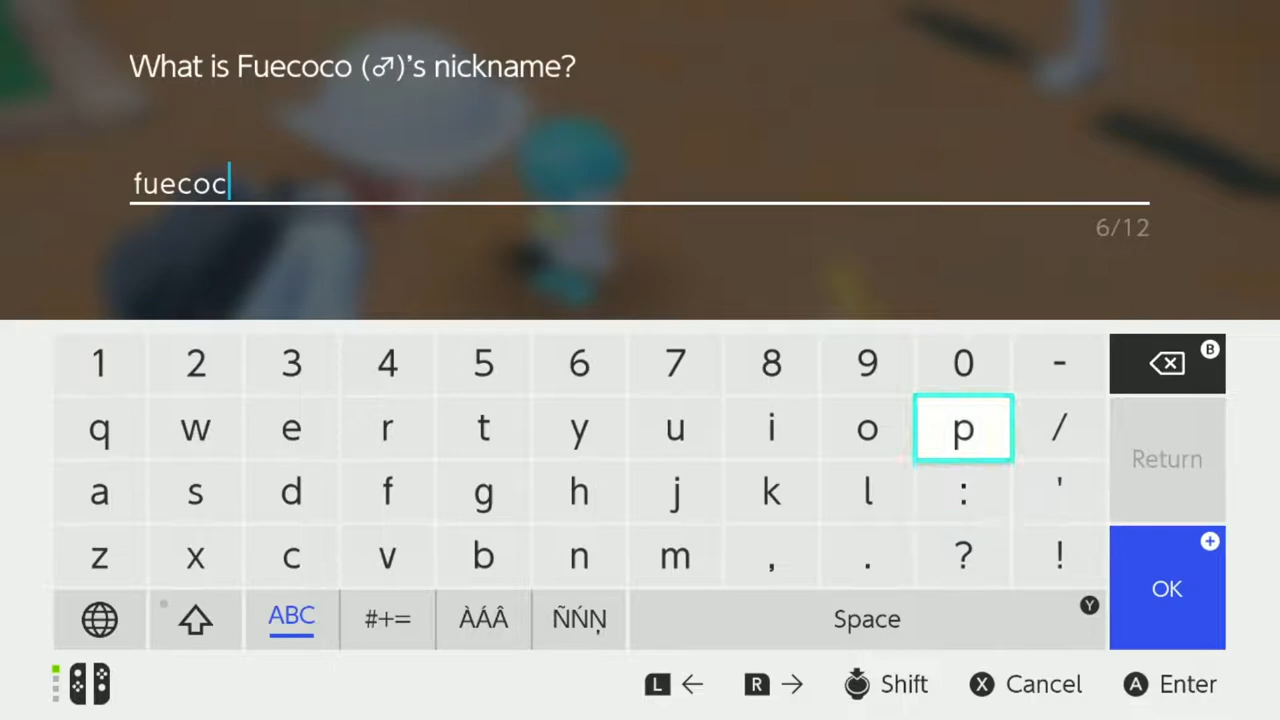 What is Fuecoco (♂)'s nickname?
fuecoc
6/12
1 2 3 4 5 6 7 8 9 0 - B
q w e r t y u i o p /
Return
a s d f g h j k l : '
z x c v b n m , . ? ! +
OK
ABC #+= ÀÁÂ ÑŃŅ Space Y
L ← R → Shift X Cancel A Enter